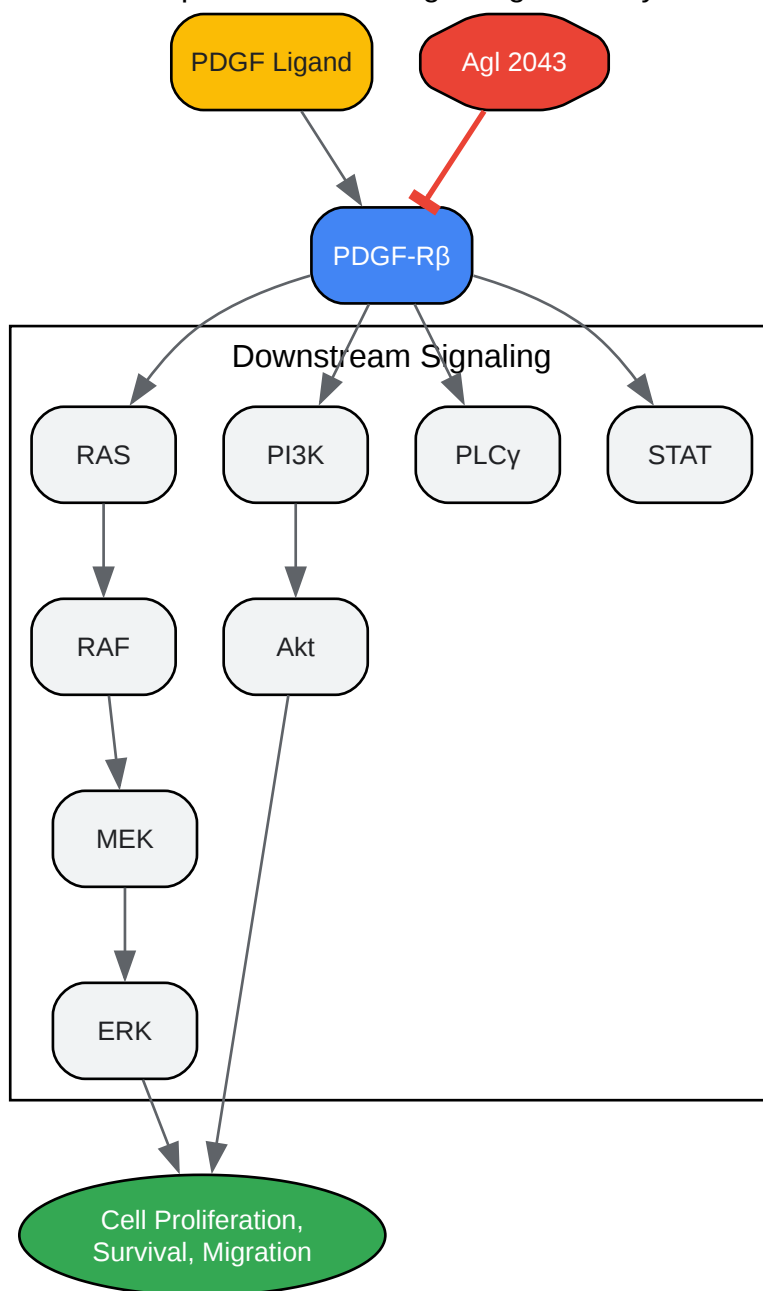 PDGF Ligand
Agl 2043
PDGF-Rβ
Downstream Signaling
RAS
PI3K
PLCγ
STAT
RAF
Akt
MEK
ERK
Cell Proliferation,
Survival, Migration